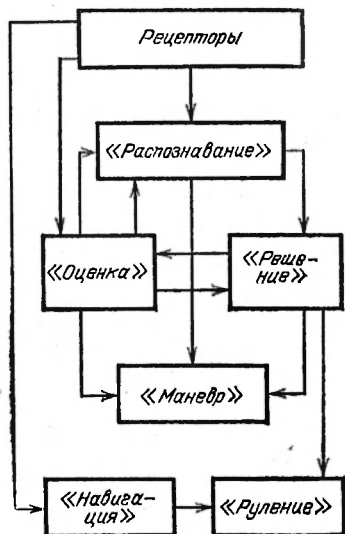 Рецепторы
«Распознавание»
«Оценка»
«Реше-
ние»
«Маневр»
«Навига-
ция»
«Руление»